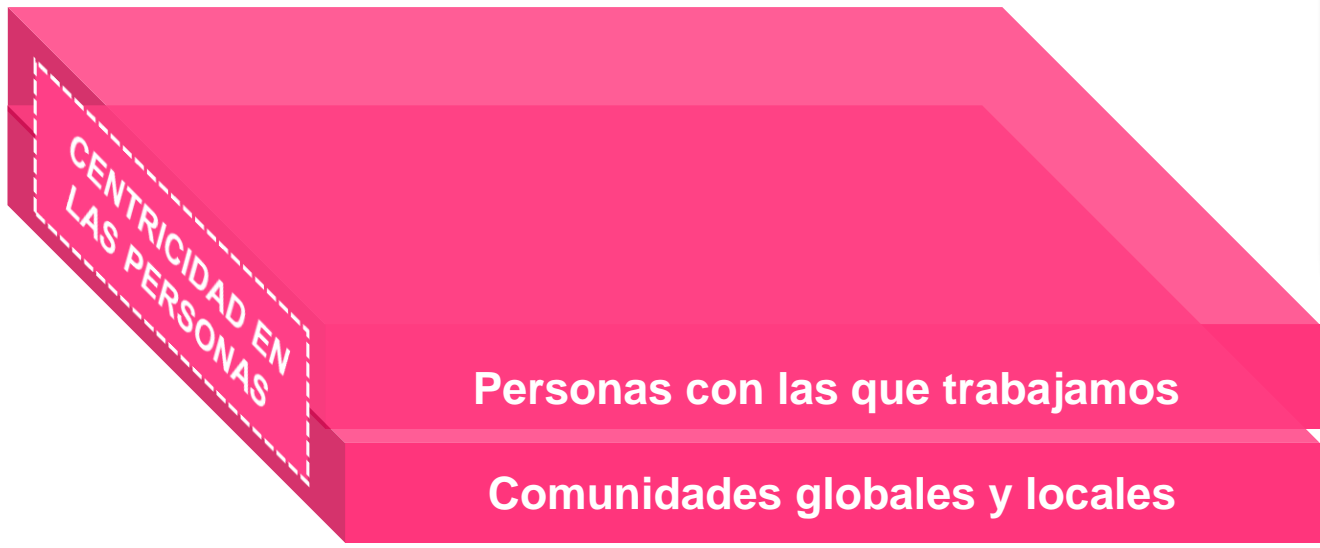 CENTRICIDAD EN
LAS PERSONAS
Personas con las que trabajamos
Comunidades globales y locales